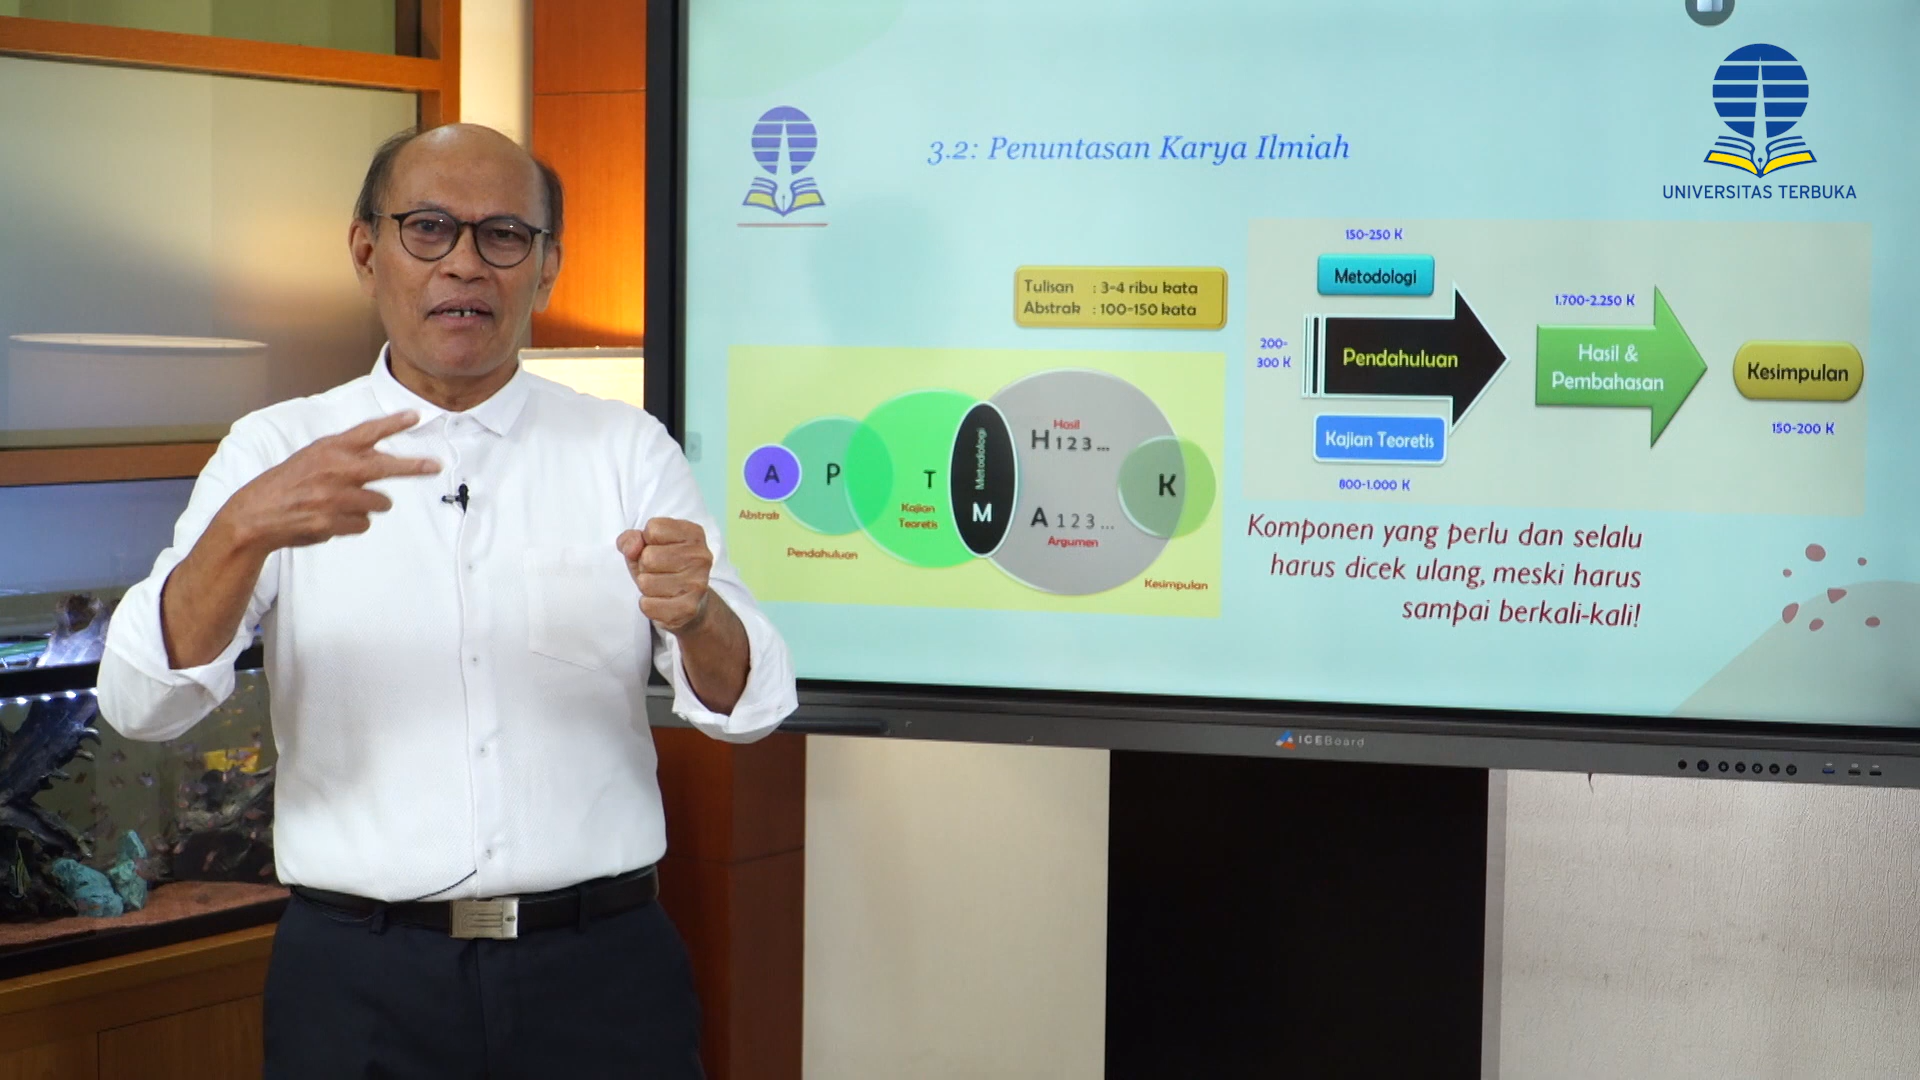 UNIVERSITAS TERBUKA
3.2: Penuntasan Karya Ilmiah
Tulisan : 3-4 ribu kata
Abstrak : 100-150 kata
A
Abstrak
P
Pendahuluan
T
Kajian
Teoretis
Metodologi
M
Hasil
H 1 2 3 ...
A 1 2 3 ...
Argumen
K
Kesimpulan
150-250 K
Metodologi
200-
300 K
Pendahuluan
Kajian Teoretis
800-1.000 K
1.700-2.250 K
Hasil &
Pembahasan
Kesimpulan
150-200 K
Komponen yang perlu dan selalu
harus dicek ulang, meski harus
sampai berkali-kali!
ICEBoard